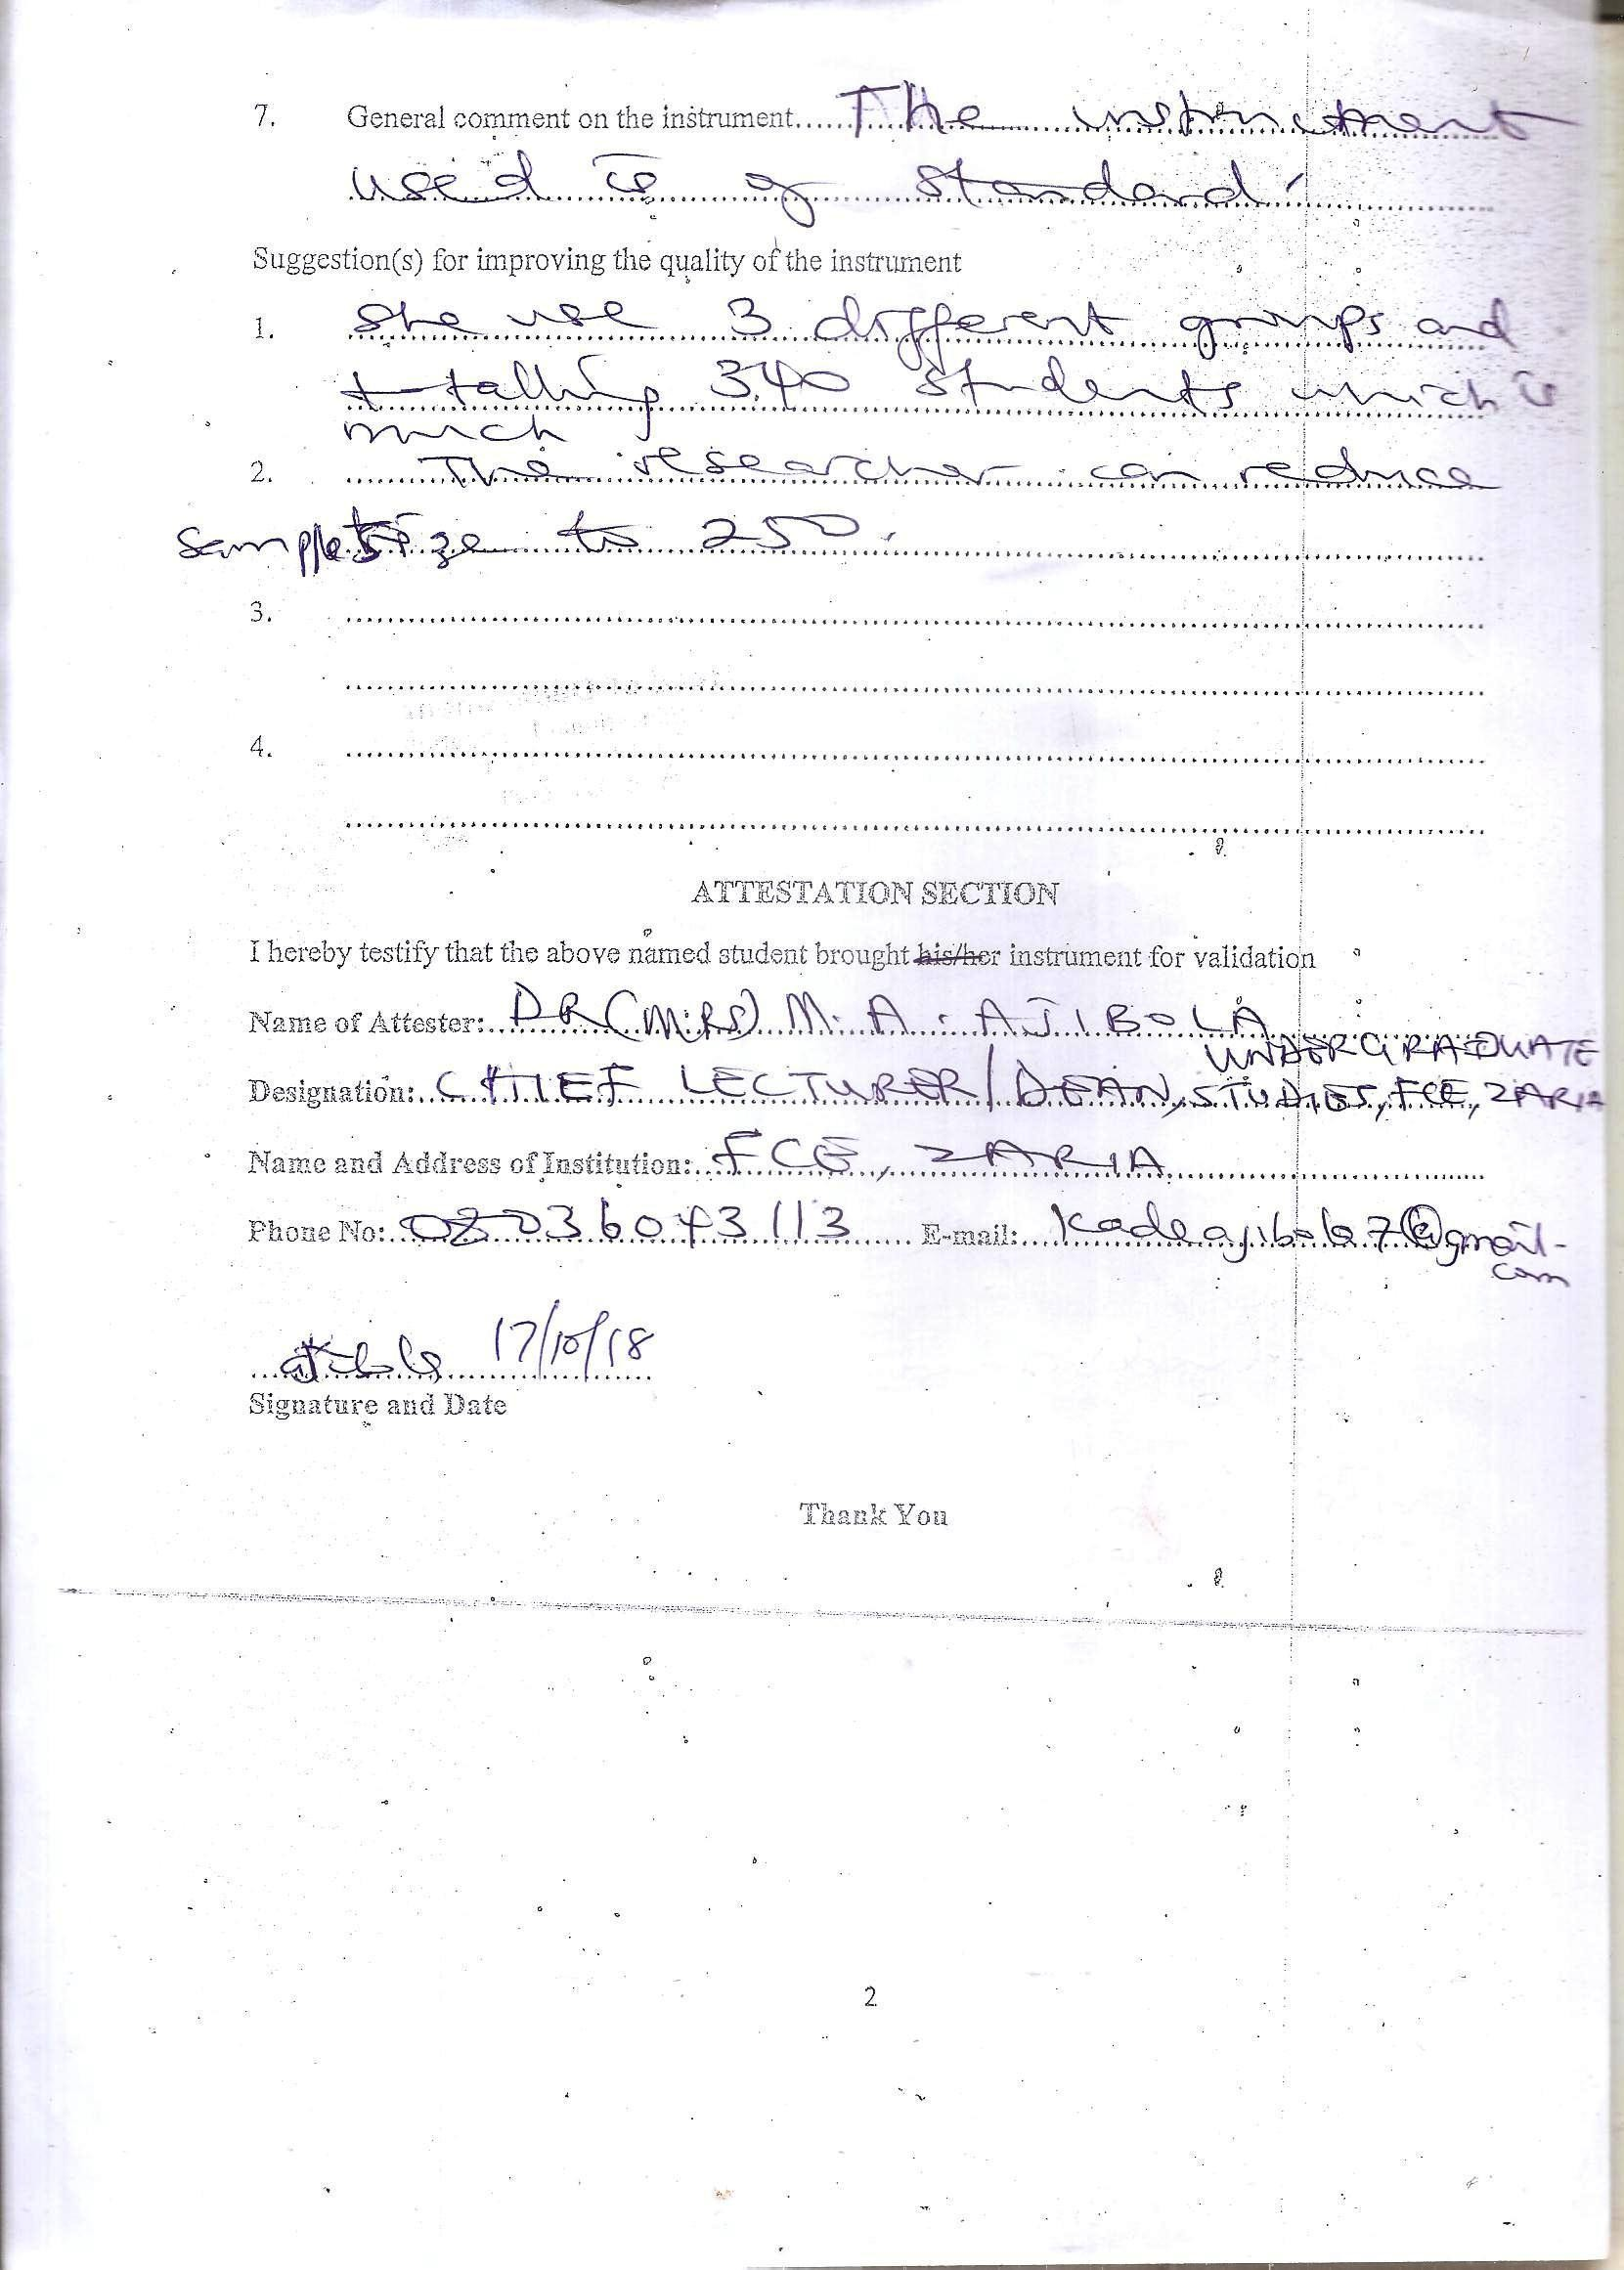 7. General comment on the instrument...... The instrument
used is of standard.
Suggestion(s) for improving the quality of the instrument
1. She use 3 different groups and
totalling 340 students which is
much
2. The researcher can reduce
sample size to 250.
3.
4.
ATTESTATION SECTION
I hereby testify that the above named student brought his/her instrument for validation
Name of Attester: DR (MRS) M. A. AJIBOLA
UNDERGRADUATE
Designation: CHIEF LECTURER/DEAN, STUDIES, FCE, ZARIA
Name and Address of Institution: FCE, ZARIA
Phone No: 08036043113 E-mail: kadeajibola7@gmail.
com
17/10/18
Signature and Date
Thank You
2